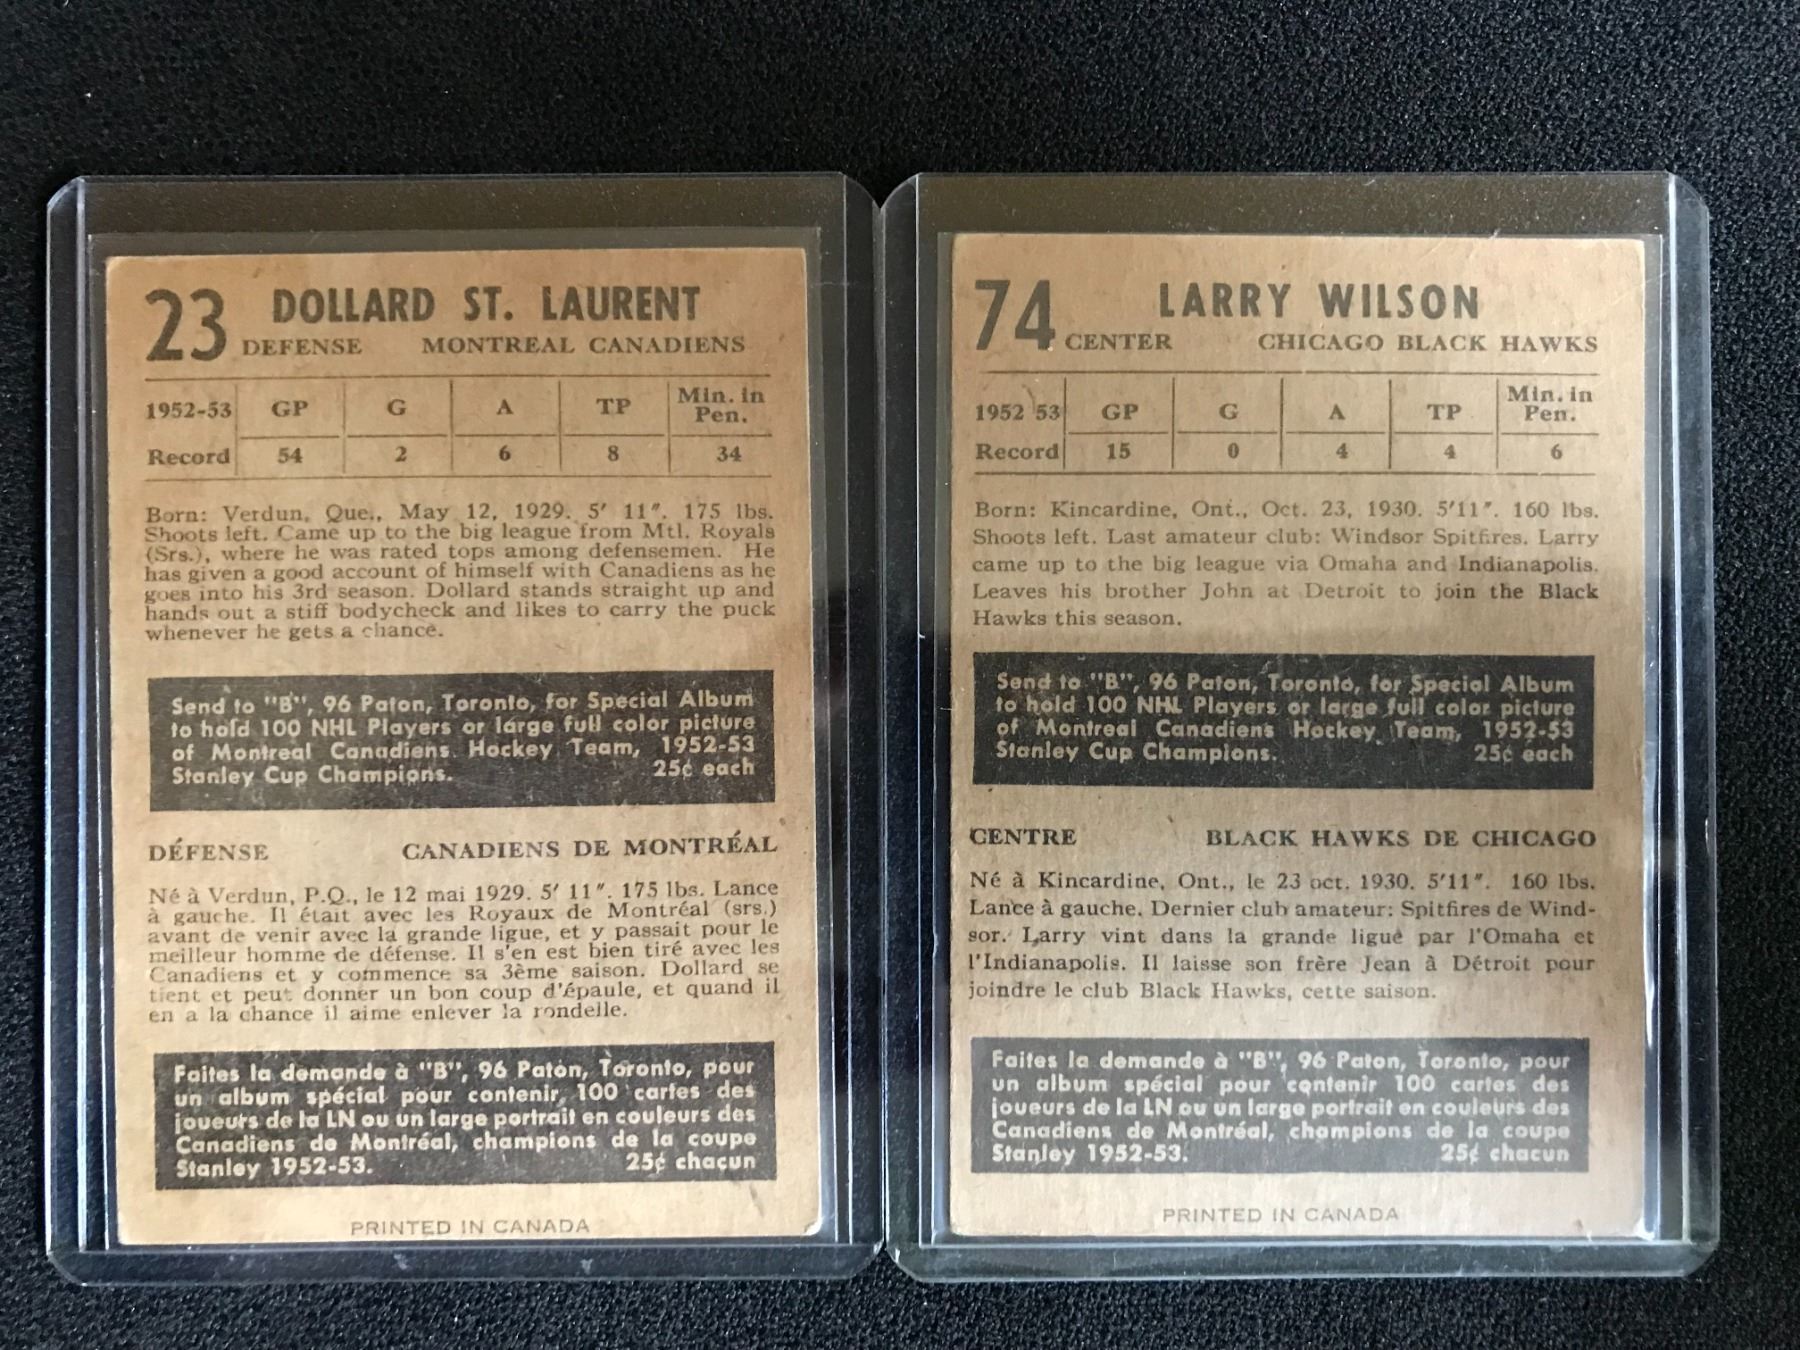 23 DOLLARD ST. LAURENT
DEFENSE MONTREAL CANADIENS
1952-53 GP G A TP Min. in Pen.
Record 54 2 6 8 34
Born: Verdun, Que., May 12, 1929. 5' 11". 175 lbs.
Shoots left. Came up to the big league from Mtl. Royals
(Srs.), where he was rated tops among defensemen. He
has given a good account of himself with Canadiens as he
goes into his 3rd season. Dollard stands straight up and
hands out a stiff bodycheck and likes to carry the puck
whenever he gets a chance.
Send to "B", 96 Paton, Toronto, for Special Album
to hold 100 NHL Players or large full color picture
of Montreal Canadiens Hockey Team, 1952-53
Stanley Cup Champions. 25¢ each
DÉFENSE CANADIENS DE MONTRÉAL
Né à Verdun, P.Q., le 12 mai 1929. 5' 11". 175 lbs. Lance
à gauche. Il était avec les Royaux de Montréal (srs.)
avant de venir avec la grande ligue, et y passait pour le
meilleur homme de défense. Il s'en est bien tiré avec les
Canadiens et y commence sa 3ème saison. Dollard se
tient et peut donner un bon coup d'épaule, et quand il
en a la chance il aime enlever la rondelle.
Faites la demande à "B", 96 Paton, Toronto, pour
un album spécial pour contenir 100 cartes des
joueurs de la LN ou un large portrait en couleurs des
Canadiens de Montréal, champions de la coupe
Stanley 1952-53. 25¢ chacun
PRINTED IN CANADA
74 LARRY WILSON
CENTER CHICAGO BLACK HAWKS
1952 53 GP G A TP Min. in Pen.
Record 15 0 4 4 6
Born: Kincardine, Ont., Oct. 23, 1930. 5'11". 160 lbs.
Shoots left. Last amateur club: Windsor Spitfires. Larry
came up to the big league via Omaha and Indianapolis.
Leaves his brother John at Detroit to join the Black
Hawks this season.
Send to "B", 96 Paton, Toronto, for Special Album
to hold 100 NHL Players or large full color picture
of Montreal Canadiens Hockey Team, 1952-53
Stanley Cup Champions. 25¢ each
CENTRE BLACK HAWKS DE CHICAGO
Né à Kincardine, Ont., le 23 oct. 1930. 5'11". 160 lbs.
Lance à gauche. Dernier club amateur: Spitfires de Wind-
sor. Larry vint dans la grande ligue par l'Omaha et
l'Indianapolis. Il laisse son frère Jean à Détroit pour
joindre le club Black Hawks, cette saison.
Faites la demande à "B", 96 Paton, Toronto, pour
un album spécial pour contenir 100 cartes des
joueurs de la LN ou un large portrait en couleurs des
Canadiens de Montréal, champions de la coupe
Stanley 1952-53. 25¢ chacun
PRINTED IN CANADA